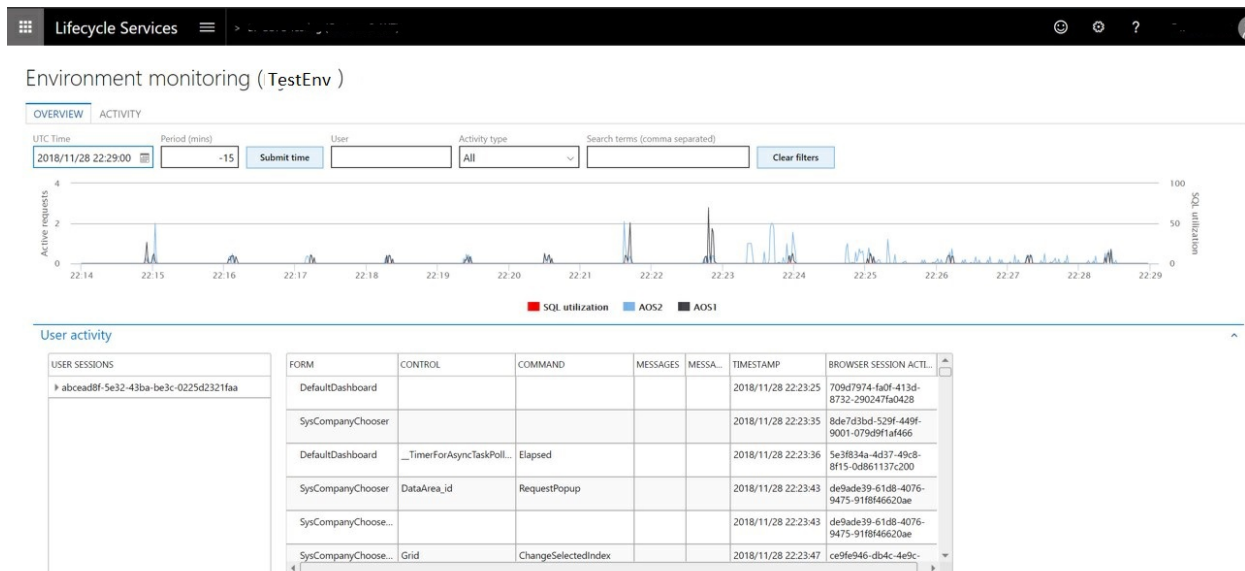 Lifecycle Services
>
?
Environment monitoring (TestEnv )
OVERVIEW ACTIVITY
UTC Time Period (mins) User Activity type Search terms (comma separated)
2018/11/28 22:29:00 -15 Submit time All Clear filters
Active requests
4
2
0
100
50
0
SQL utilization
22:14 22:15 22:16 22:17 22:18 22:19 22:20 22:21 22:22 22:23 22:24 22:25 22:26 22:27 22:28 22:29
SQL utilization AOS2 AOS1
User activity
USER SESSIONS
abcead8f-5e32-43ba-be3c-0225d2321faa
FORM CONTROL COMMAND MESSAGES MESSA... TIMESTAMP BROWSER SESSION ACTI...
DefaultDashboard 2018/11/28 22:23:25 709d7974-fa0f-413d-
8732-290247fa0428
SysCompanyChooser 2018/11/28 22:23:35 8de7d3bd-529f-449f-
9001-079d9f1af466
DefaultDashboard __TimerForAsyncTaskPoll... Elapsed 2018/11/28 22:23:36 5e3f834a-4d37-49c8-
8f15-0d861137c200
SysCompanyChooser DataArea_id RequestPopup 2018/11/28 22:23:43 de9ade39-61d8-4076-
9475-91f8f46620ae
SysCompanyChoose... 2018/11/28 22:23:43 de9ade39-61d8-4076-
9475-91f8f46620ae
SysCompanyChoose... Grid ChangeSelectedIndex 2018/11/28 22:23:47 ce9fe946-db4c-4e9c-